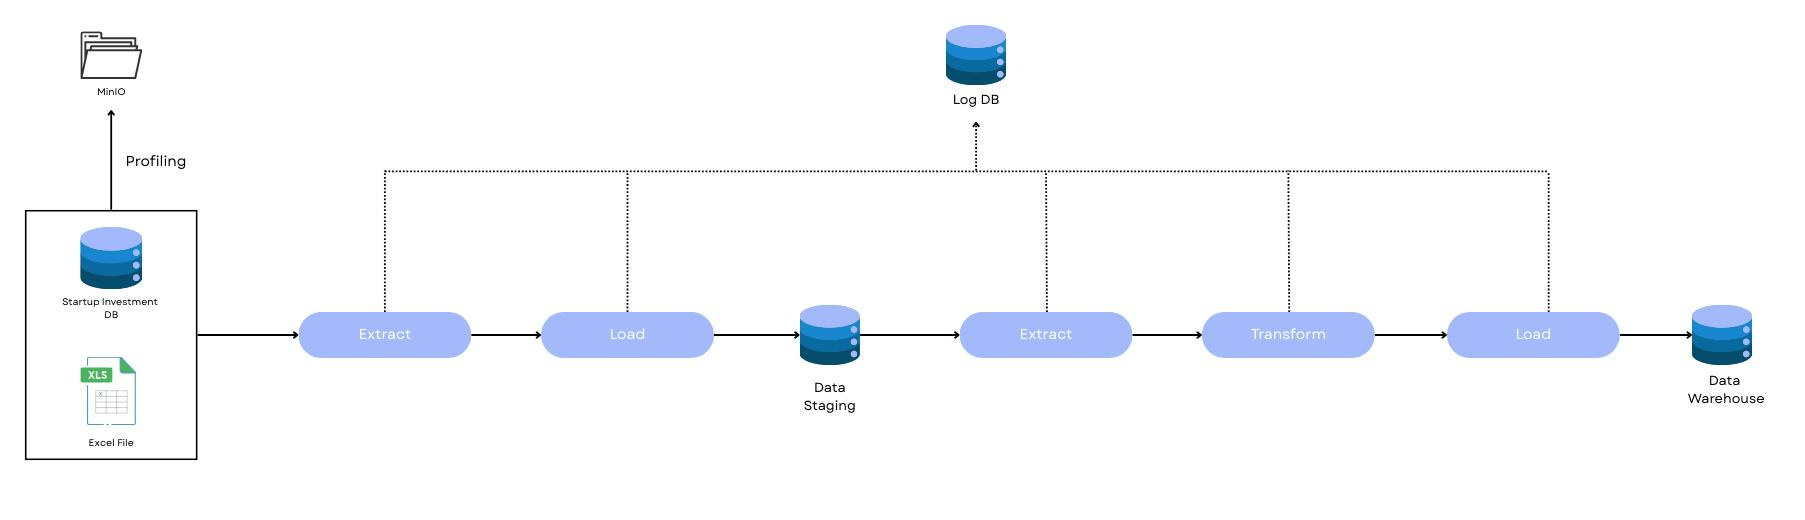 MinIO
Log DB
Profiling
Startup Investment
DB
XLS
X
Excel File
Extract
Load
Data
Staging
Extract
Transform
Load
Data
Warehouse